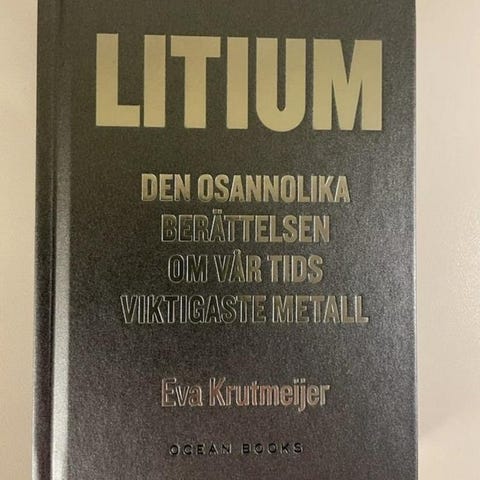 LITIUM
DEN OSANNOLIKA
BERÄTTELSEN
OM VÅR TIDS
VIKTIGASTE METALL
Eva Krutmeijer
OCEAN BOOKS